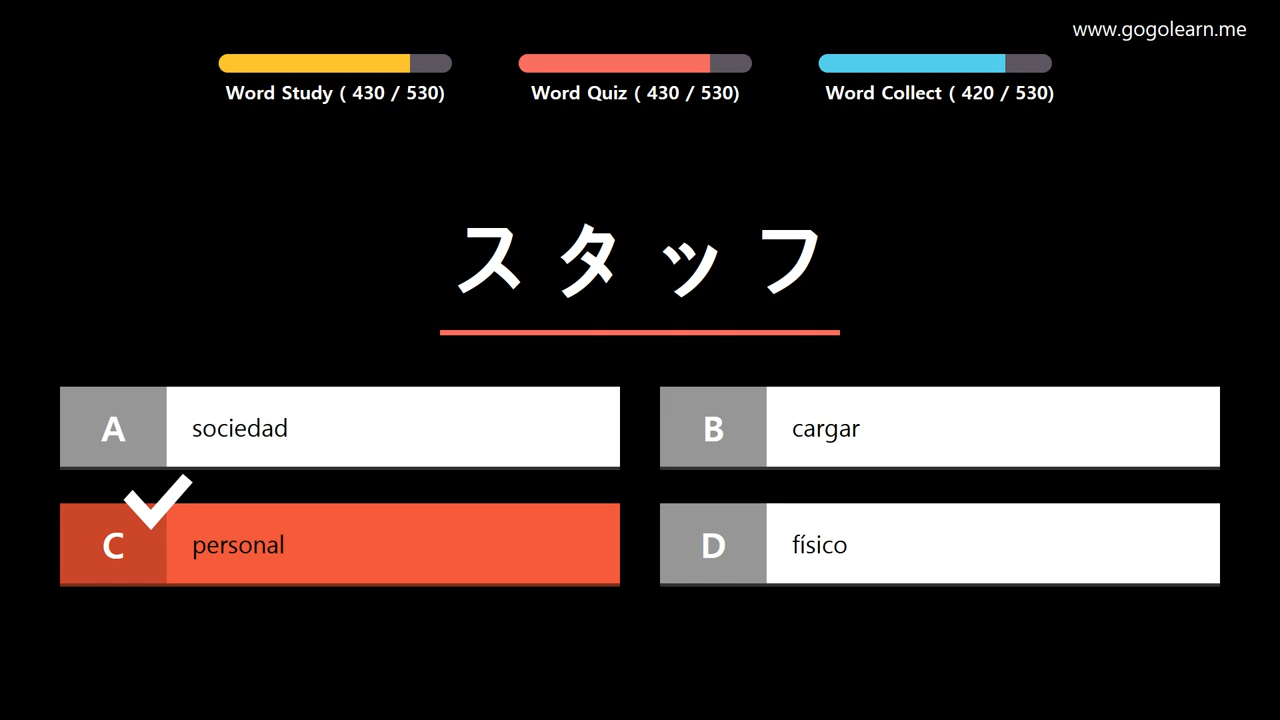 www.gogolearn.me
Word Study ( 430 / 530)
Word Quiz ( 430 / 530)
Word Collect ( 420 / 530)
スタッフ
A sociedad
B cargar
C personal
D físico